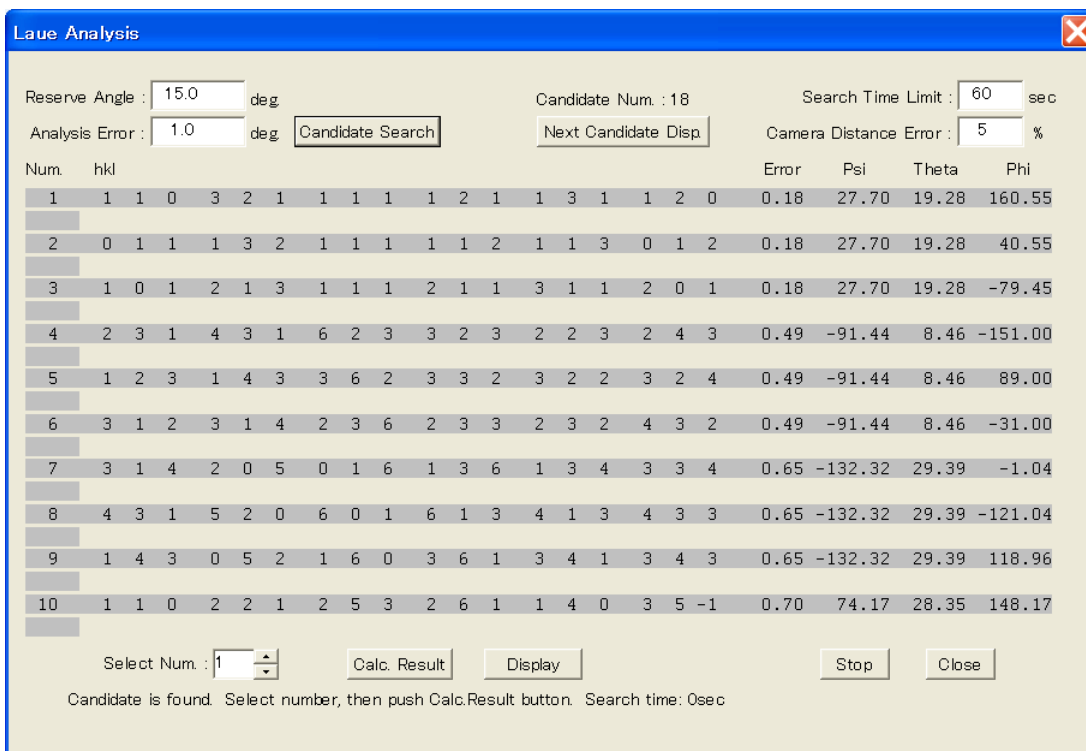 Laue Analysis
Reserve Angle : 15.0 deg. Candidate Num. : 18 Search Time Limit : 60 sec
Analysis Error : 1.0 deg. Candidate Search Next Candidate Disp. Camera Distance Error : 5 %
Num. hkl Error Psi Theta Phi
1 1 1 0 3 2 1 1 1 1 1 2 1 1 3 1 1 2 0 0.18 27.70 19.28 160.55
2 0 1 1 1 3 2 1 1 1 1 1 2 1 1 3 0 1 2 0.18 27.70 19.28 40.55
3 1 0 1 2 1 3 1 1 1 2 1 1 3 1 1 2 0 1 0.18 27.70 19.28 -79.45
4 2 3 1 4 3 1 6 2 3 3 2 3 2 2 3 2 4 3 0.49 -91.44 8.46 -151.00
5 1 2 3 1 4 3 3 6 2 3 3 2 3 2 2 3 2 4 0.49 -91.44 8.46 89.00
6 3 1 2 3 1 4 2 3 6 2 3 3 2 3 2 4 3 2 0.49 -91.44 8.46 -31.00
7 3 1 4 2 0 5 0 1 6 1 3 6 1 3 4 3 3 4 0.65 -132.32 29.39 -1.04
8 4 3 1 5 2 0 6 0 1 6 1 3 4 1 3 4 3 3 0.65 -132.32 29.39 -121.04
9 1 4 3 0 5 2 1 6 0 3 6 1 3 4 1 3 4 3 0.65 -132.32 29.39 118.96
10 1 1 0 2 2 1 2 5 3 2 6 1 1 4 0 3 5 -1 0.70 74.17 28.35 148.17
Select Num. : 1 Calc. Result Display Stop Close
Candidate is found. Select number, then push Calc.Result button. Search time: 0sec